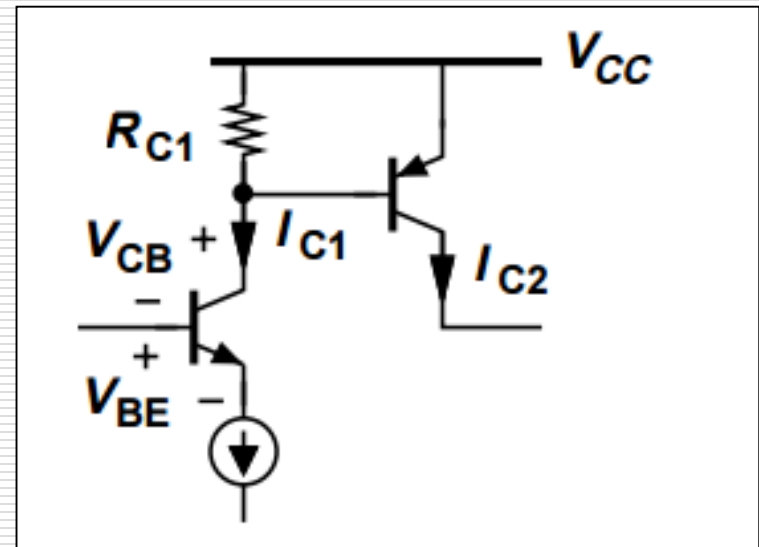 VCC
RC1
VCB + IC1
−
IC2
+
VBE −